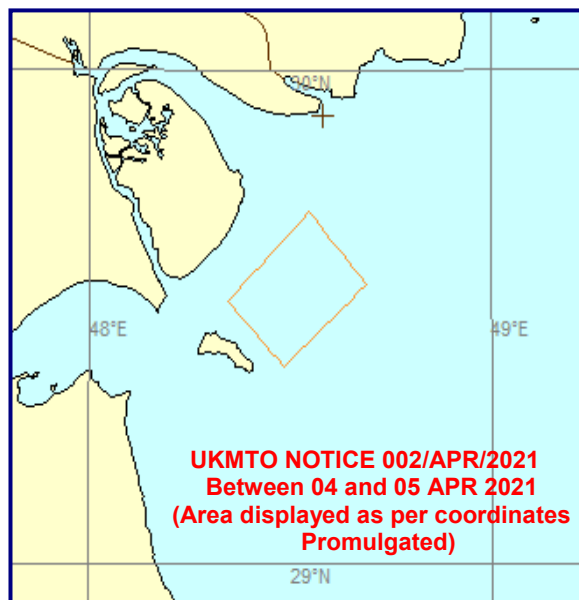 30°N
48°E
49°E
UKMTO NOTICE 002/APR/2021
Between 04 and 05 APR 2021
(Area displayed as per coordinates
Promulgated)
29°N